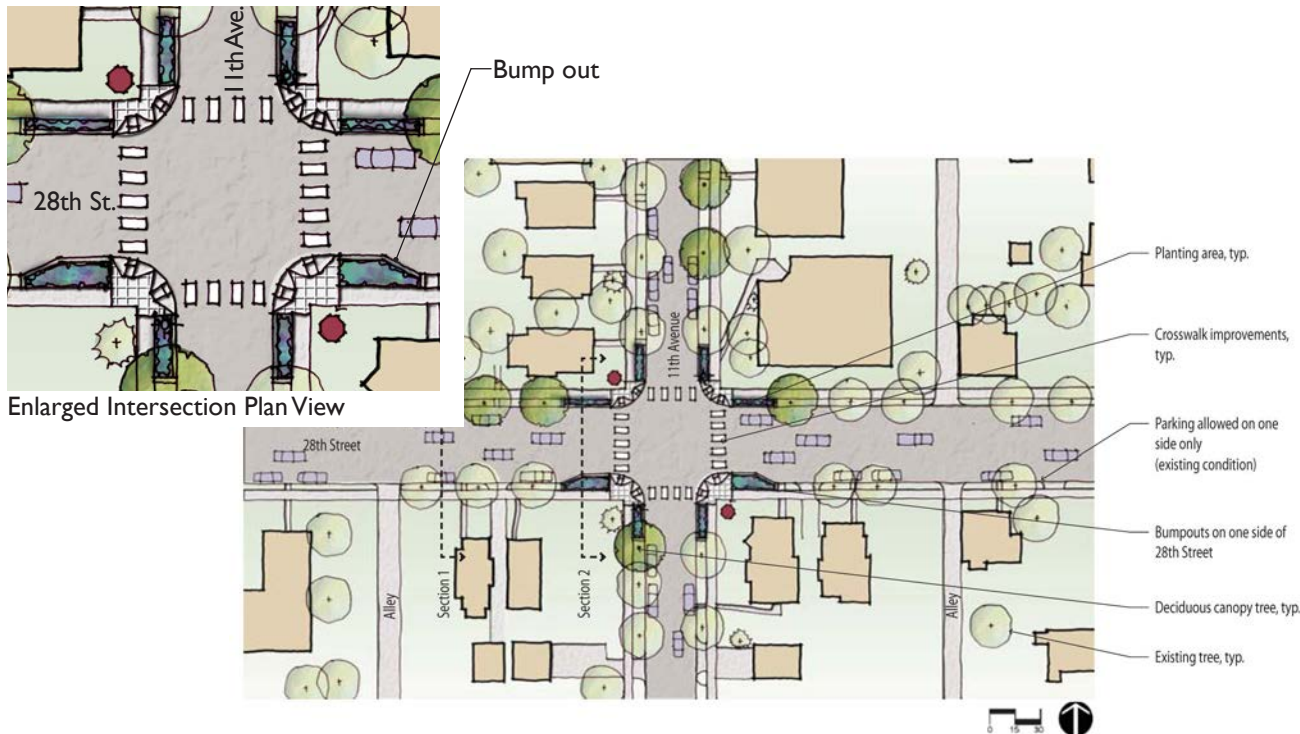 11th Ave.
Bump out
28th St.
Enlarged Intersection Plan View
Planting area, typ.
11th Avenue
Crosswalk improvements,
typ.
28th Street
Parking allowed on one
side only
(existing condition)
Bumpouts on one side of
28th Street
Section 1
Section 2
Alley
Alley
Deciduous canopy tree, typ.
Existing tree, typ.
0 15 30